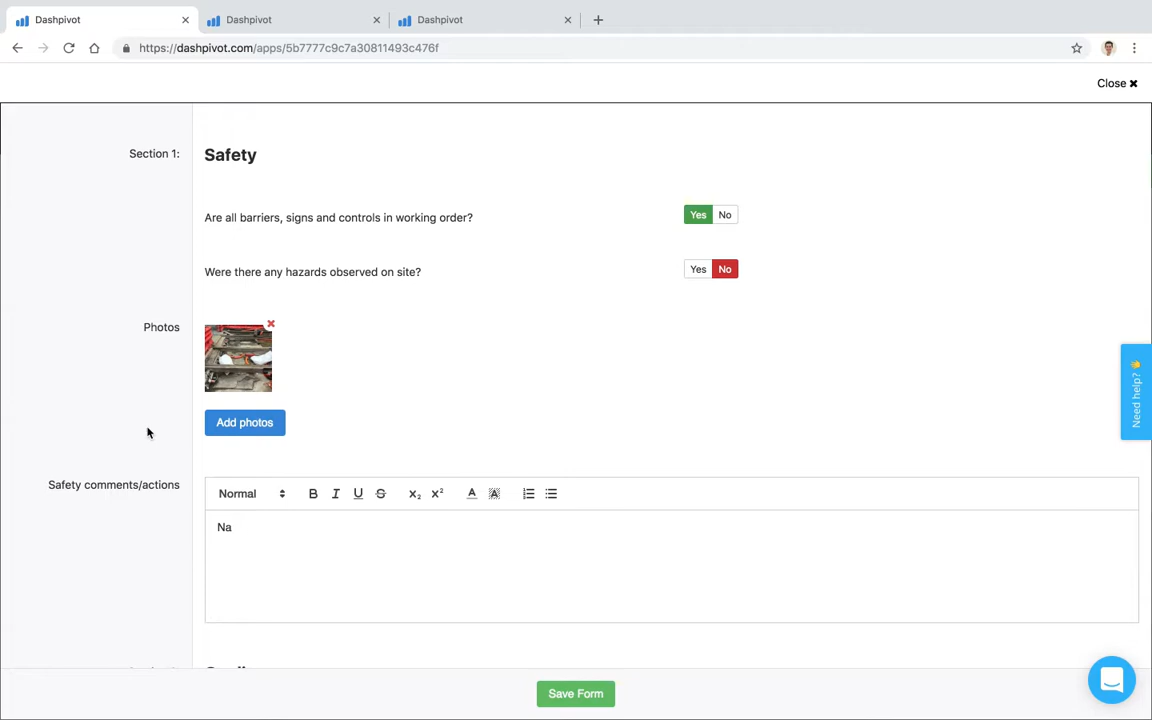 Dashpivot
Dashpivot
Dashpivot
https://dashpivot.com/apps/5b7777c9c7a30811493c476f
Close ✖
Section 1:
Safety
Are all barriers, signs and controls in working order?
Yes No
Were there any hazards observed on site?
Yes No
Photos
Add photos
Need help? 👋
Safety comments/actions
Normal B I U S X₂ X² A A
Na
Save Form